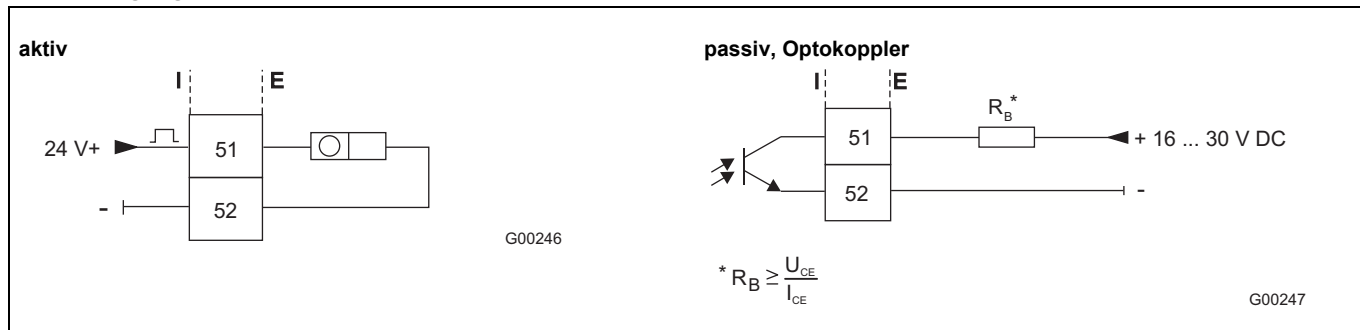 aktiv
I E
24 V+ 51
- 52
G00246
passiv, Optokoppler
I E
R_B*
51 + 16 ... 30 V DC
52 -
* R_B ≥ U_CE / I_CE
G00247